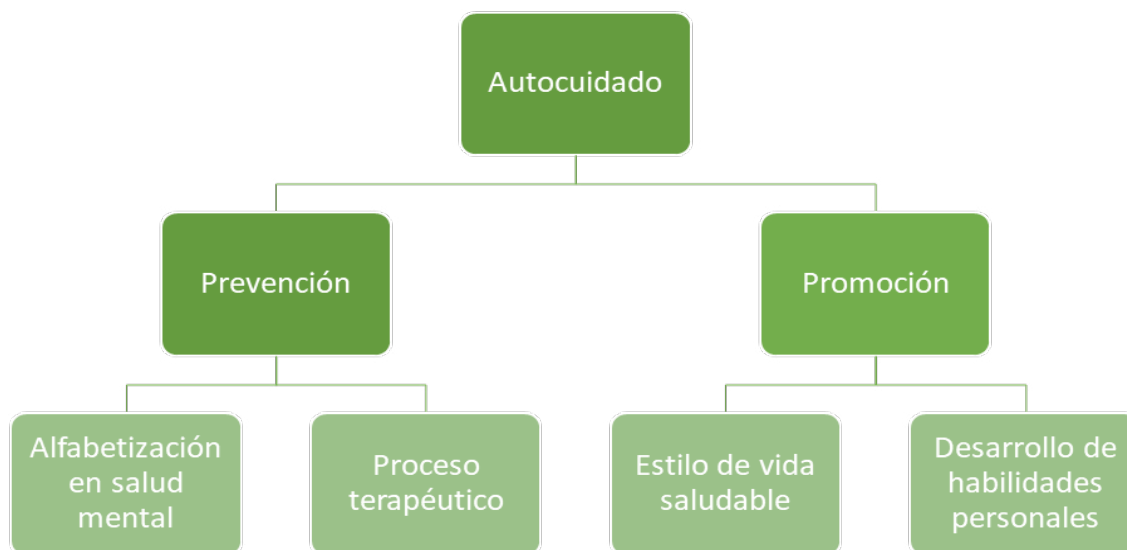 Autocuidado
Prevención
Promoción
Alfabetización
en salud
mental
Proceso
terapéutico
Estilo de vida
saludable
Desarrollo de
habilidades
personales